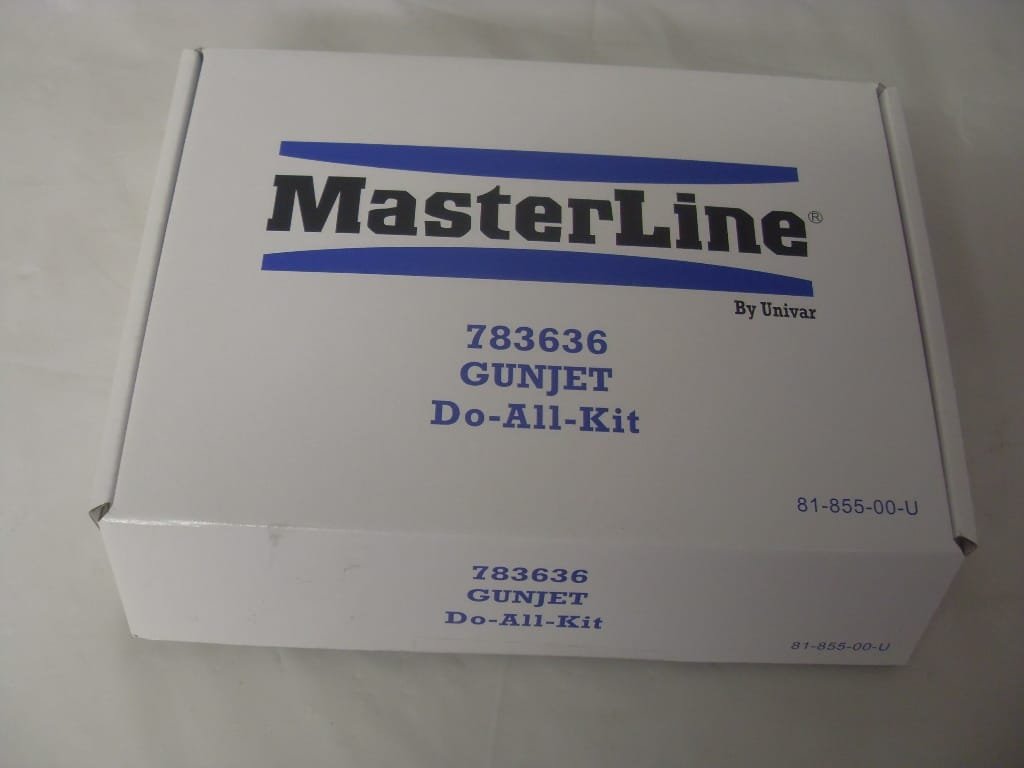 MasterLine®
By Univar
783636
GUNJET
Do-All-Kit
81-855-00-U
783636
GUNJET
Do-All-Kit
81-855-00-U